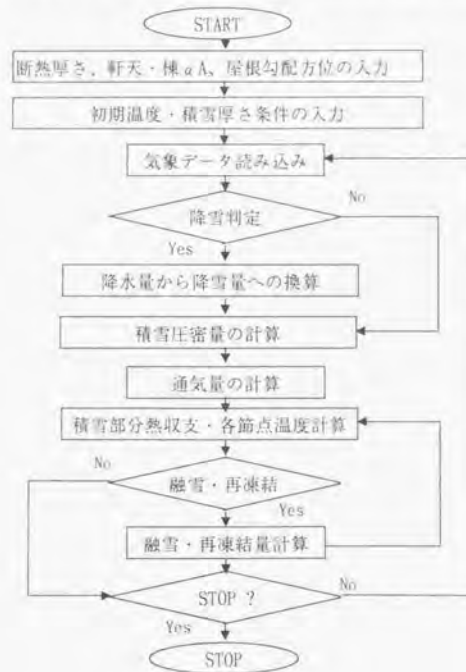 START
断熱厚さ、軒天・棟αA、屋根勾配方位の入力
初期温度・積雪厚さ条件の入力
気象データ読み込み
降雪判定
No
Yes
降水量から降雪量への換算
積雪圧密量の計算
通気量の計算
積雪部分熱収支・各節点温度計算
No
融雪・再凍結
Yes
融雪・再凍結量計算
STOP ?
No
Yes
STOP